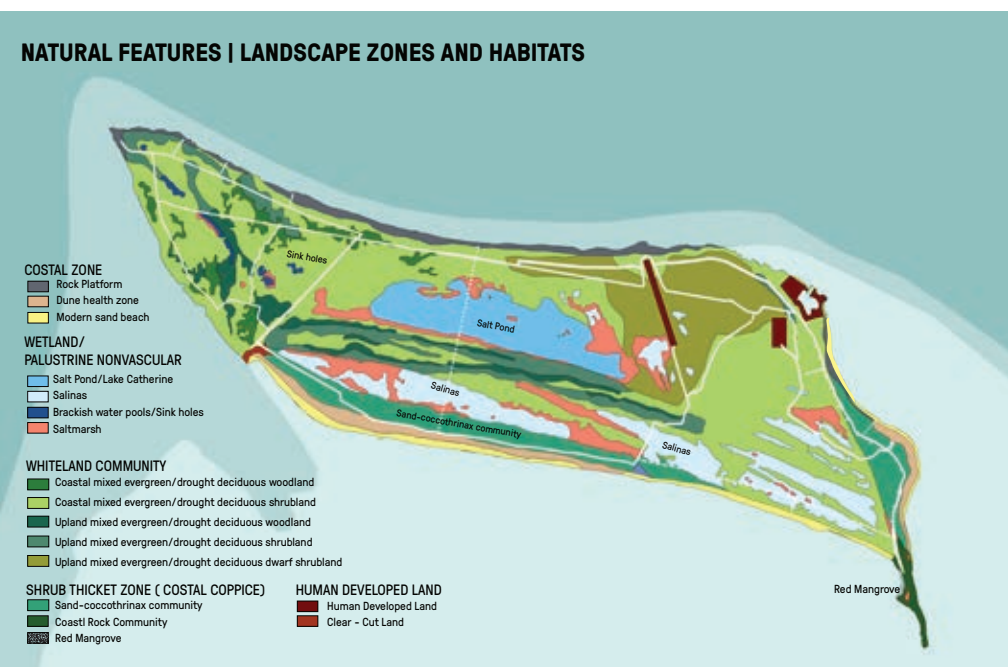 NATURAL FEATURES | LANDSCAPE ZONES AND HABITATS
Sink holes
Salt Pond
Salinas
Sand-coccothrinax community
Salinas
Red Mangrove
COSTAL ZONE
Rock Platform
Dune health zone
Modern sand beach
WETLAND/
PALUSTRINE NONVASCULAR
Salt Pond/Lake Catherine
Salinas
Brackish water pools/Sink holes
Saltmarsh
WHITELAND COMMUNITY
Coastal mixed evergreen/drought deciduous woodland
Coastal mixed evergreen/drought deciduous shrubland
Upland mixed evergreen/drought deciduous woodland
Upland mixed evergreen/drought deciduous shrubland
Upland mixed evergreen/drought deciduous dwarf shrubland
SHRUB THICKET ZONE ( COSTAL COPPICE)
Sand-coccothrinax community
Coastl Rock Community
Red Mangrove
HUMAN DEVELOPED LAND
Human Developed Land
Clear - Cut Land